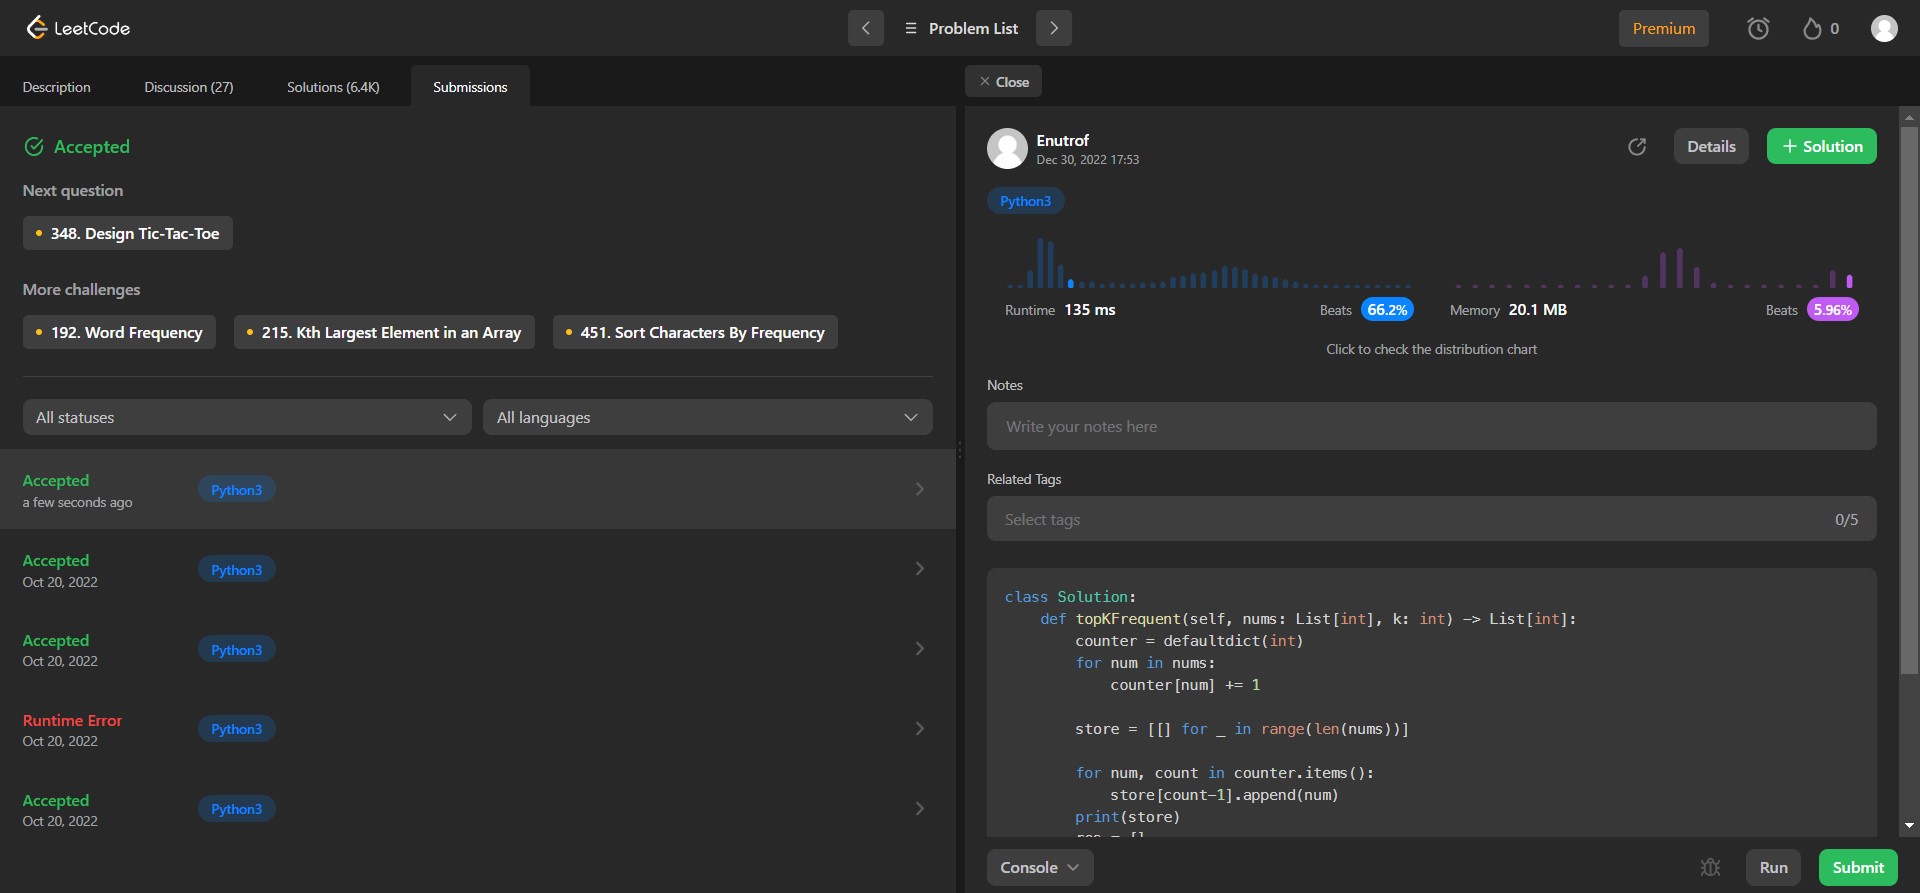 LeetCode
Problem List
Premium
0
Description
Discussion (27)
Solutions (6.4K)
Submissions
Close
Accepted
Next question
348. Design Tic-Tac-Toe
More challenges
192. Word Frequency
215. Kth Largest Element in an Array
451. Sort Characters By Frequency
All statuses
All languages
Accepted
a few seconds ago
Python3
Accepted
Oct 20, 2022
Python3
Accepted
Oct 20, 2022
Python3
Runtime Error
Oct 20, 2022
Python3
Accepted
Oct 20, 2022
Python3
Enutrof
Dec 30, 2022 17:53
Details
+ Solution
Python3
Runtime 135 ms
Beats 66.2%
Memory 20.1 MB
Beats 5.96%
Click to check the distribution chart
Notes
Write your notes here
Related Tags
Select tags
0/5
class Solution:
    def topKFrequent(self, nums: List[int], k: int) -> List[int]:
        counter = defaultdict(int)
        for num in nums:
            counter[num] += 1
        store = [[] for _ in range(len(nums))]
        for num, count in counter.items():
            store[count-1].append(num)
        print(store)
        res = []
Console
Run
Submit